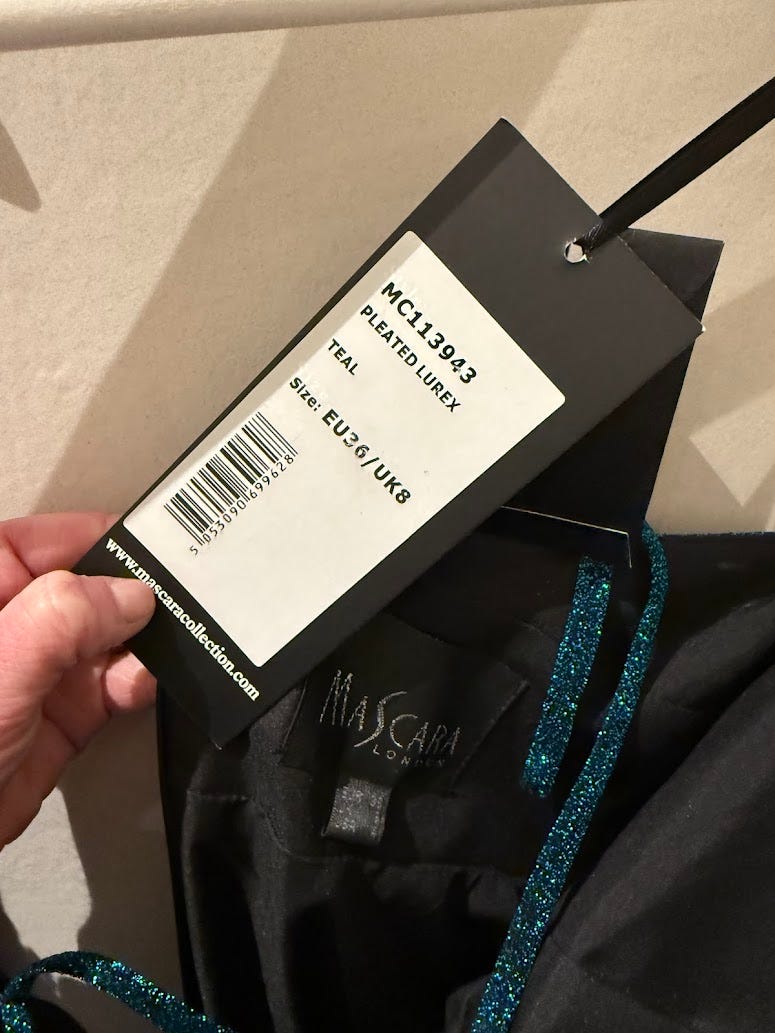 MC113943
PLEATED LUREX
TEAL
Size: EU36/UK8
5 053090 699628
www.mascaracollection.com
MASCARA
LONDON